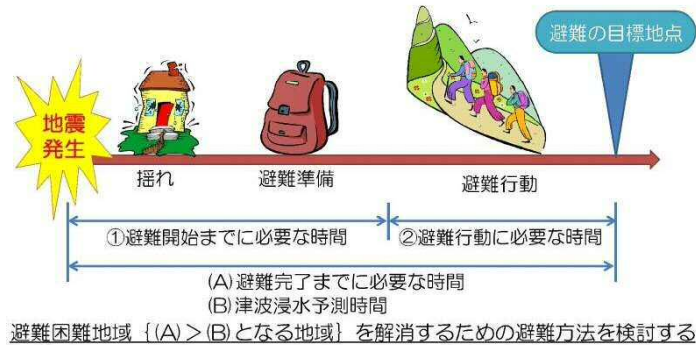 避難の目標地点
地震
発生
揺れ
避難準備
避難行動
①避難開始までに必要な時間
②避難行動に必要な時間
(A)避難完了までに必要な時間
(B)津波浸水予測時間
避難困難地域｛(A)>(B)となる地域｝を解消するための避難方法を検討する